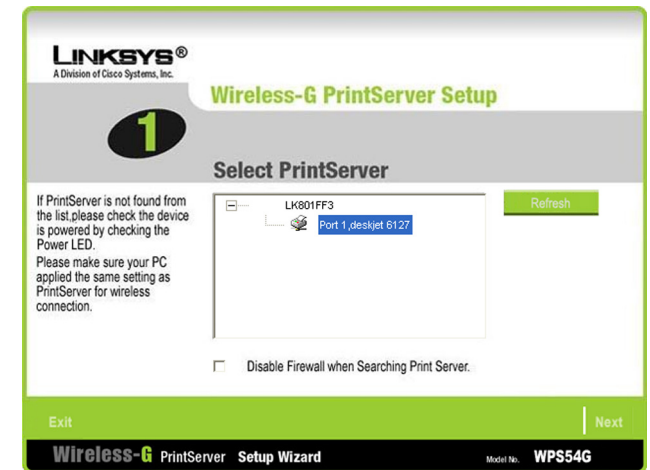 LINKSYS®
A Division of Cisco Systems, Inc.
Wireless-G PrintServer Setup
1
Select PrintServer
If PrintServer is not found from
the list,please check the device
is powered by checking the
Power LED.
Please make sure your PC
applied the same setting as
PrintServer for wireless
connection.
LK801FF3
Port 1,deskjet 6127
Refresh
Disable Firewall when Searching Print Server.
Exit
Next
Wireless-G PrintServer Setup Wizard
Model No. WPS54G